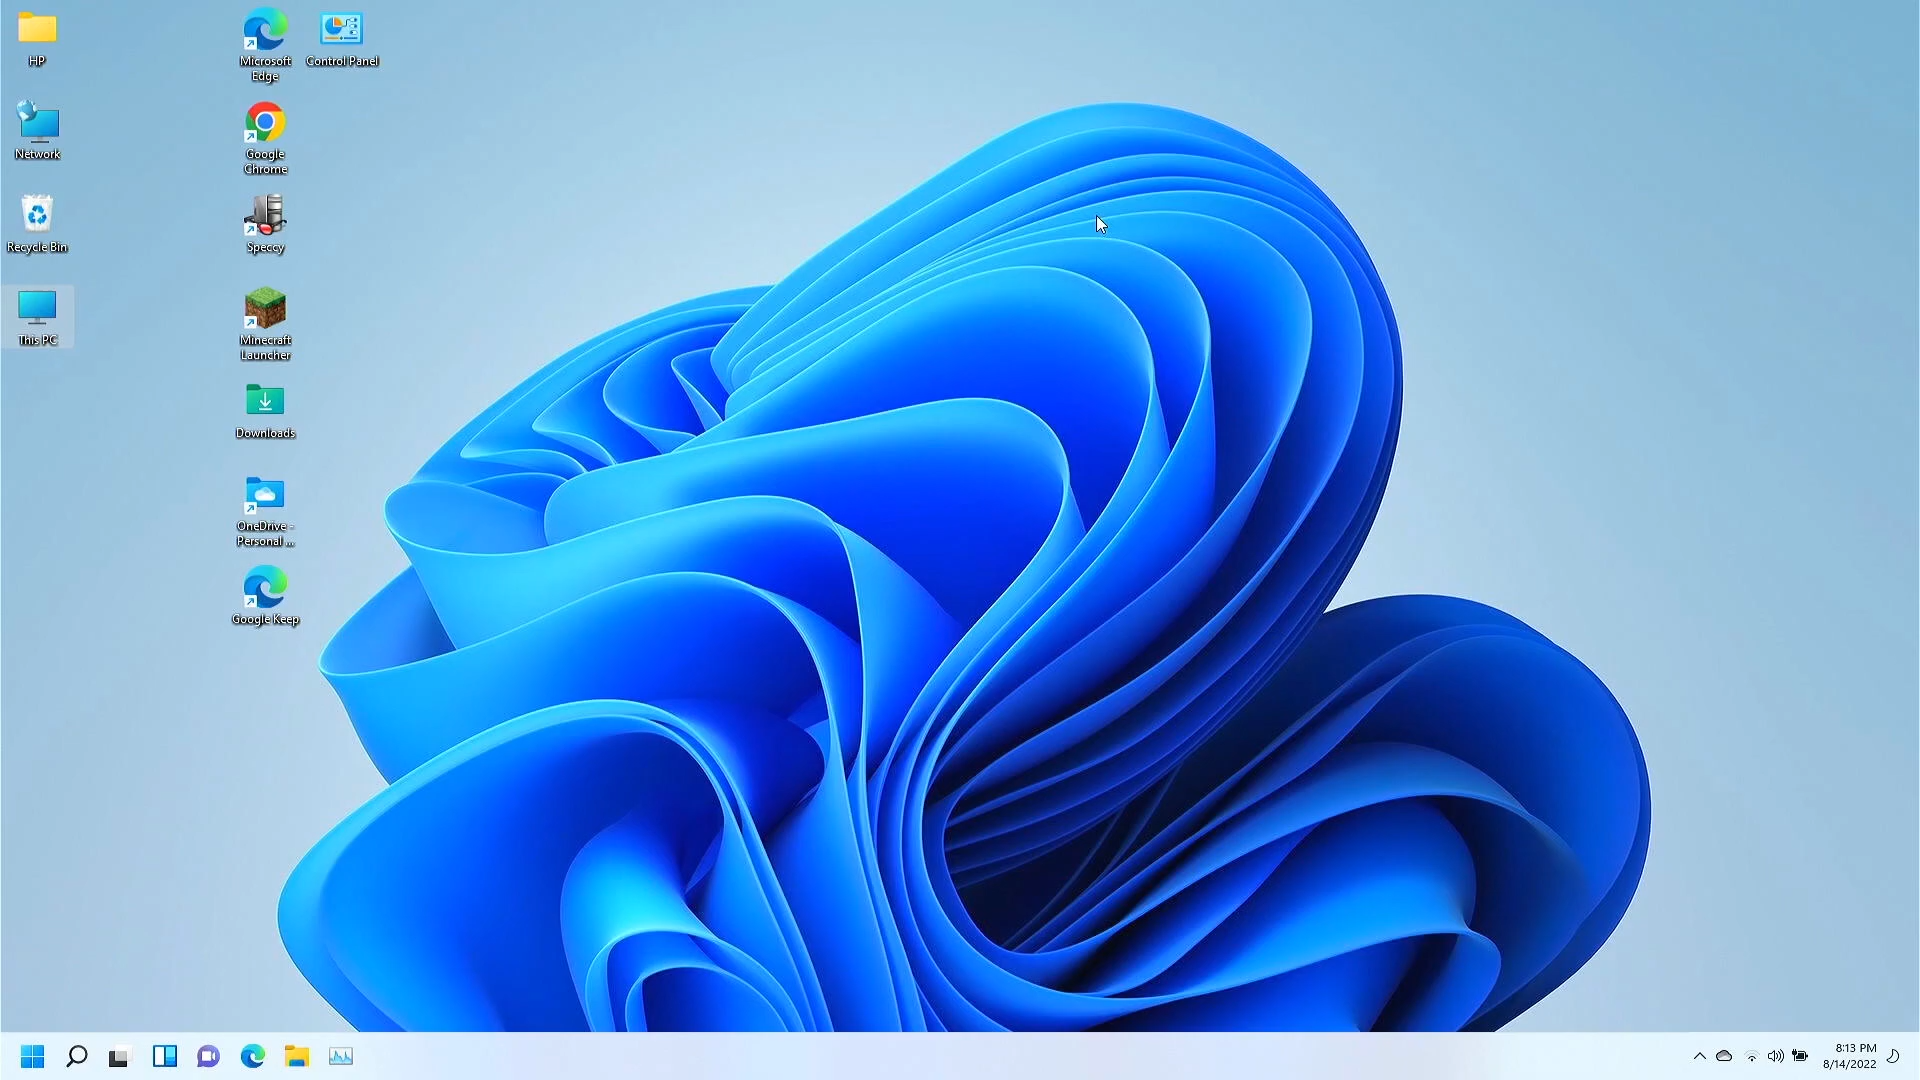 HP
Network
Recycle Bin
This PC
Microsoft
Edge
Google
Chrome
Speccy
Minecraft
Launcher
Downloads
OneDrive -
Personal ...
Google Keep
Control Panel
8:13 PM
8/14/2022